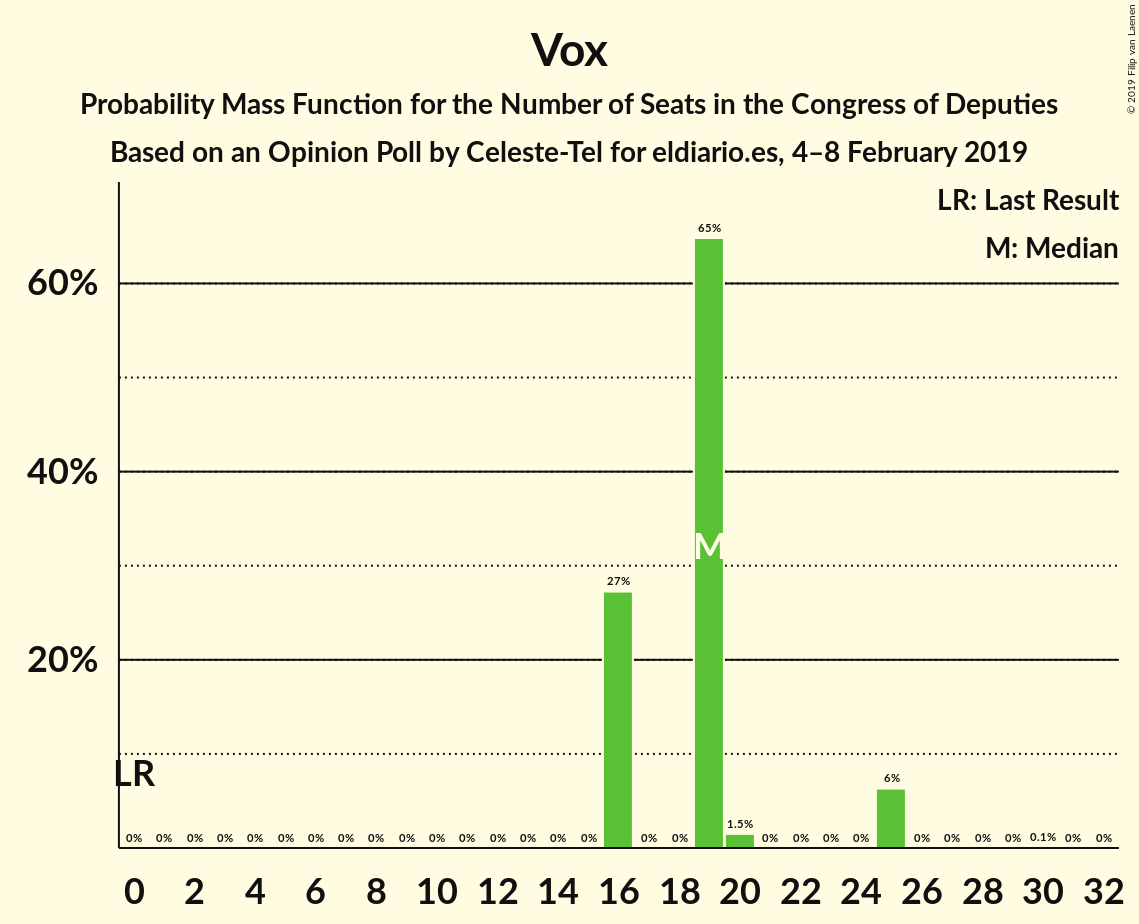 Vox
Probability Mass Function for the Number of Seats in the Congress of Deputies
Based on an Opinion Poll by Celeste-Tel for eldiario.es, 4–8 February 2019
© 2019 Filip van Laenen
LR: Last Result
M: Median
65%
60%
40%
M
27%
20%
LR
6%
1.5%
0% 0% 0% 0% 0% 0% 0% 0% 0% 0% 0% 0% 0% 0% 0% 0% 0% 0% 0% 0% 0% 0% 0% 0% 0% 0% 0.1% 0% 0%
0 2 4 6 8 10 12 14 16 18 20 22 24 26 28 30 32